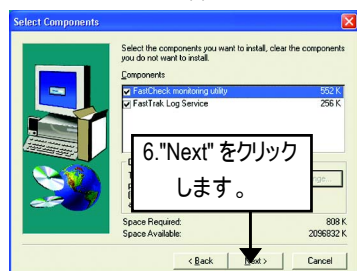 Select Components
Select the components you want to install, clear the components
you do not want to install.
Components
FastCheck monitoring utility 552 K
FastTrak Log Service 256 K
6."Next" をクリック
します。
Space Required: 808 K
Space Available: 2096832 K
< Back
Next >
Cancel